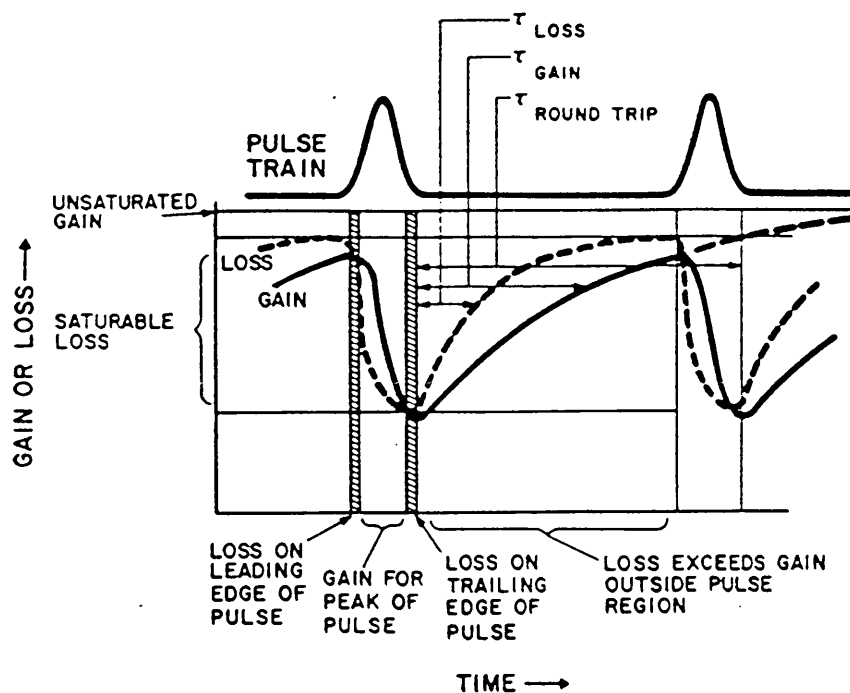 τ LOSS
τ GAIN
τ ROUND TRIP
PULSE
TRAIN
UNSATURATED
GAIN
LOSS
GAIN
SATURABLE
LOSS
GAIN OR LOSS
LOSS ON
LEADING
EDGE OF
PULSE
GAIN FOR
PEAK OF
PULSE
LOSS ON
TRAILING
EDGE OF
PULSE
LOSS EXCEEDS GAIN
OUTSIDE PULSE
REGION
TIME